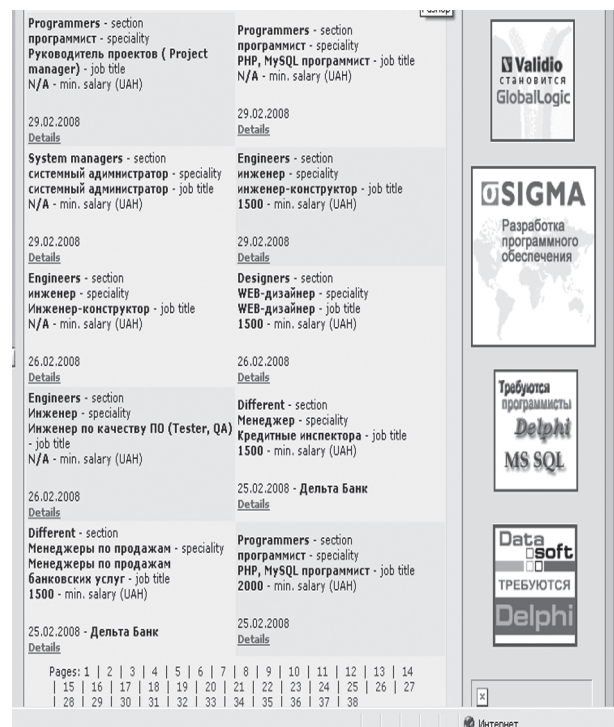 Programmers - section
программист - speciality
Руководитель проектов ( Project
manager) - job title
N/A - min. salary (UAH)
29.02.2008
Details
Programmers - section
программист - speciality
PHP, MySQL программист - job title
N/A - min. salary (UAH)
29.02.2008
Details
System managers - section
системный администратор - speciality
системный администратор - job title
N/A - min. salary (UAH)
29.02.2008
Details
Engineers - section
инженер - speciality
инженер-конструктор - job title
1500 - min. salary (UAH)
29.02.2008
Details
Engineers - section
инженер - speciality
Инженер-конструктор - job title
N/A - min. salary (UAH)
26.02.2008
Details
Designers - section
WEB-дизайнер - speciality
WEB-дизайнер - job title
1500 - min. salary (UAH)
26.02.2008
Details
Engineers - section
Инженер - speciality
Инженер по качеству ПО (Tester, QA)
- job title
N/A - min. salary (UAH)
26.02.2008
Details
Different - section
Менеджер - speciality
Кредитные инспектора - job title
1500 - min. salary (UAH)
25.02.2008 - Дельта Банк
Details
Different - section
Менеджеры по продажам - speciality
Менеджеры по продажам
банковских услуг - job title
1500 - min. salary (UAH)
25.02.2008 - Дельта Банк
Details
Programmers - section
программист - speciality
PHP, MySQL программист - job title
2000 - min. salary (UAH)
25.02.2008
Details
Pages: 1 | 2 | 3 | 4 | 5 | 6 | 7 | 8 | 9 | 10 | 11 | 12 | 13 | 14
| 15 | 16 | 17 | 18 | 19 | 20 | 21 | 22 | 23 | 24 | 25 | 26 | 27
| 28 | 29 | 30 | 31 | 32 | 33 | 34 | 35 | 36 | 37 | 38
Validio
СТАНОВИТСЯ
GlobalLogic
SIGMA
Разработка
программного
обеспечения
Требуются
программисты
Delphi
MS SQL
Data
soft
ТРЕБУЮТСЯ
Delphi
Интернет